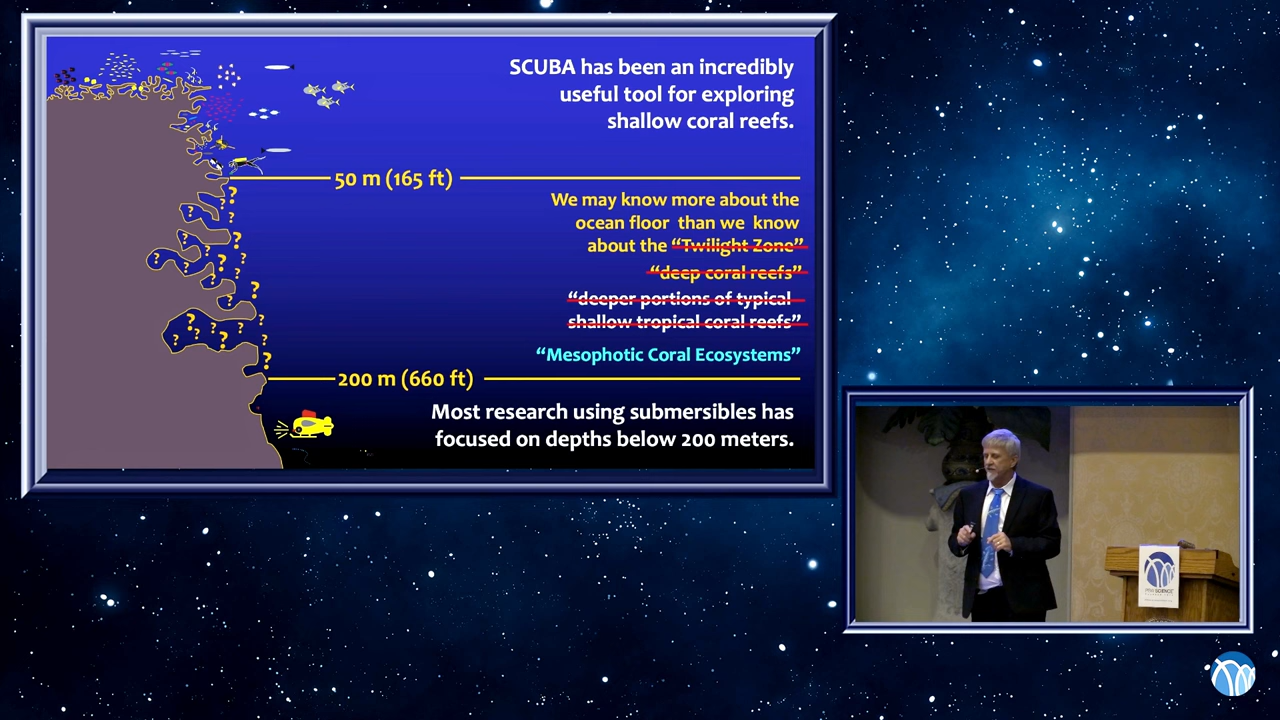 SCUBA has been an incredibly
useful tool for exploring
shallow coral reefs.
50 m (165 ft)
We may know more about the
ocean floor than we know
about the “Twilight Zone”
“deep coral reefs”
“deeper portions of typical
shallow tropical coral reefs”
“Mesophotic Coral Ecosystems”
200 m (660 ft)
Most research using submersibles has
focused on depths below 200 meters.